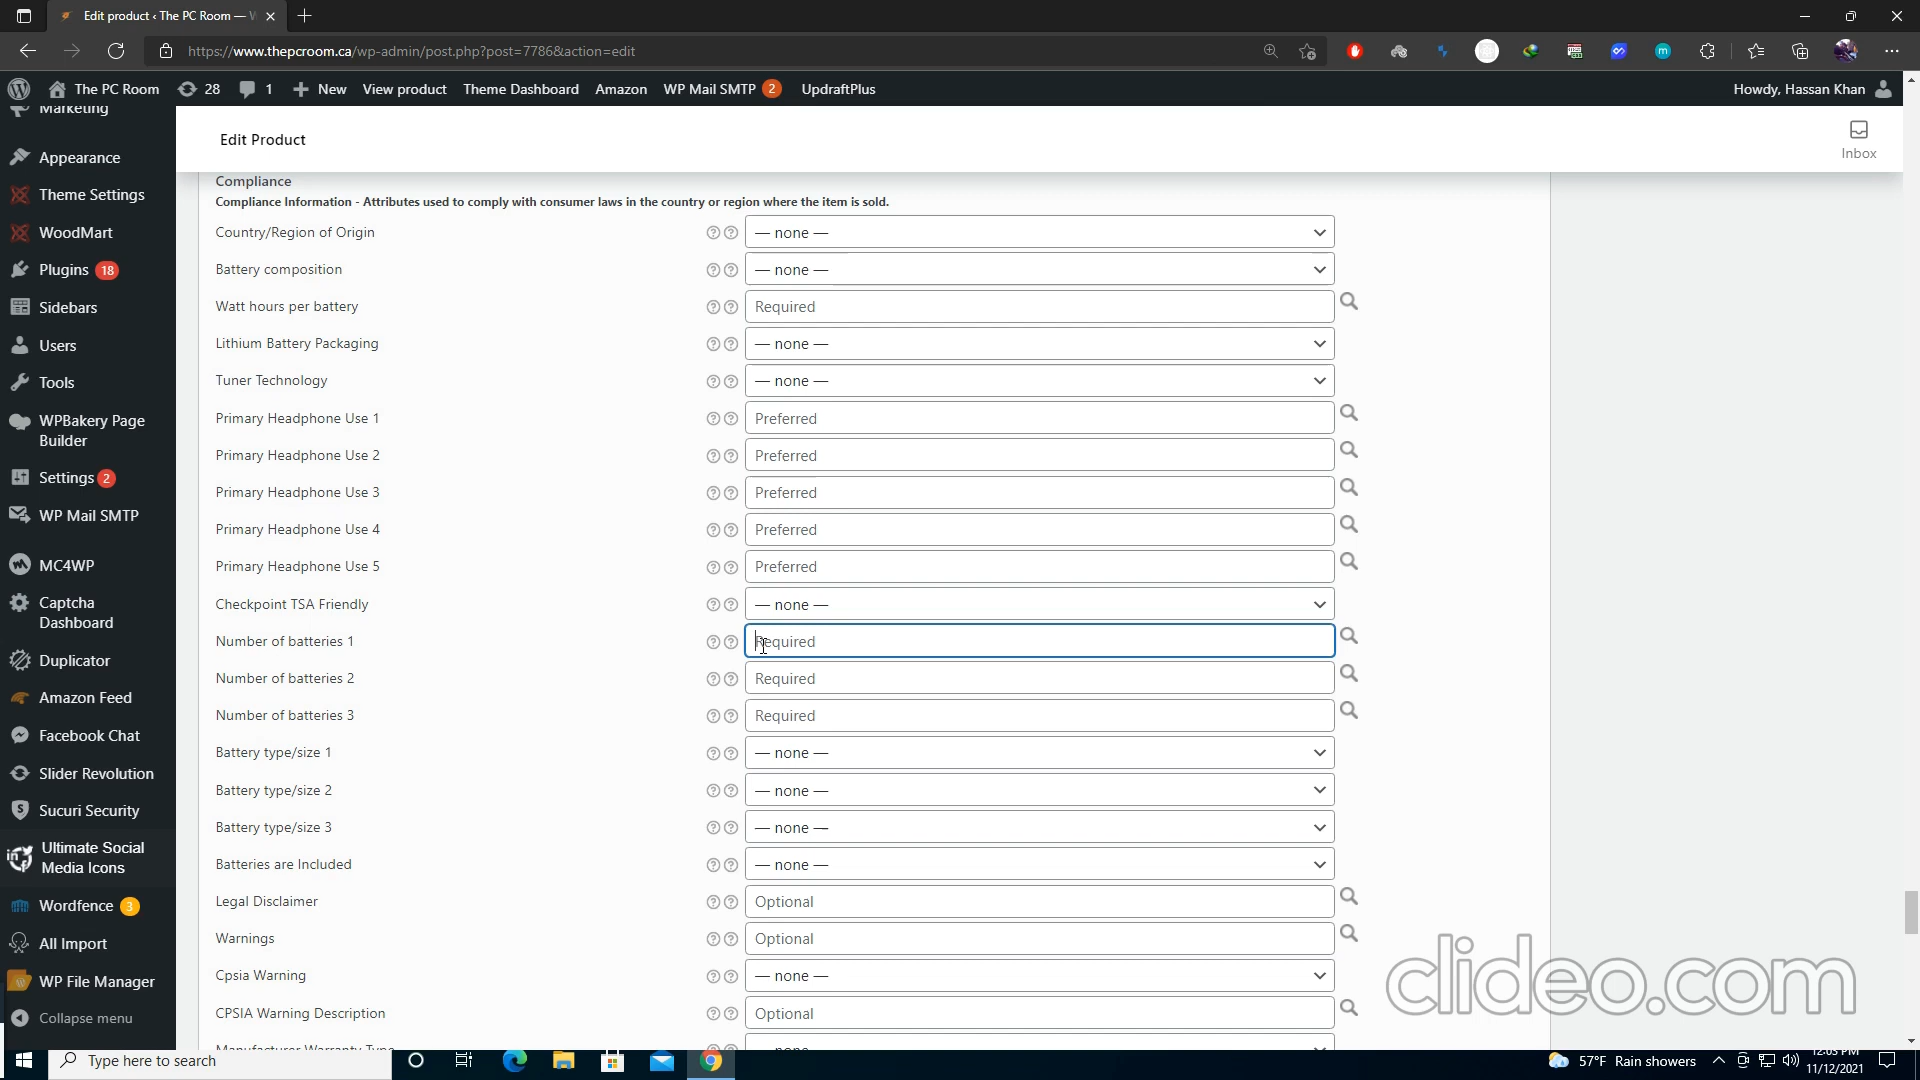 Edit product ‹ The PC Room — W
https://www.thepcroom.ca/wp-admin/post.php?post=7786&action=edit
The PC Room 28 1 New View product Theme Dashboard Amazon WP Mail SMTP 2 UpdraftPlus Howdy, Hassan Khan
Marketing
Appearance
Theme Settings
WoodMart
Plugins 18
Sidebars
Users
Tools
WPBakery Page
Builder
Settings 2
WP Mail SMTP
MC4WP
Captcha
Dashboard
Duplicator
Amazon Feed
Facebook Chat
Slider Revolution
Sucuri Security
Ultimate Social
Media Icons
Wordfence 3
All Import
WP File Manager
Collapse menu
Edit Product
Inbox
Compliance
Compliance Information - Attributes used to comply with consumer laws in the country or region where the item is sold.
Country/Region of Origin — none —
Battery composition — none —
Watt hours per battery Required
Lithium Battery Packaging — none —
Tuner Technology — none —
Primary Headphone Use 1 Preferred
Primary Headphone Use 2 Preferred
Primary Headphone Use 3 Preferred
Primary Headphone Use 4 Preferred
Primary Headphone Use 5 Preferred
Checkpoint TSA Friendly — none —
Number of batteries 1 Required
Number of batteries 2 Required
Number of batteries 3 Required
Battery type/size 1 — none —
Battery type/size 2 — none —
Battery type/size 3 — none —
Batteries are Included — none —
Legal Disclaimer Optional
Warnings Optional
Cpsia Warning — none —
CPSIA Warning Description Optional
Manufacturer Warranty Type — none —
clideo.com
Type here to search
57°F Rain showers
12:03 PM
11/12/2021